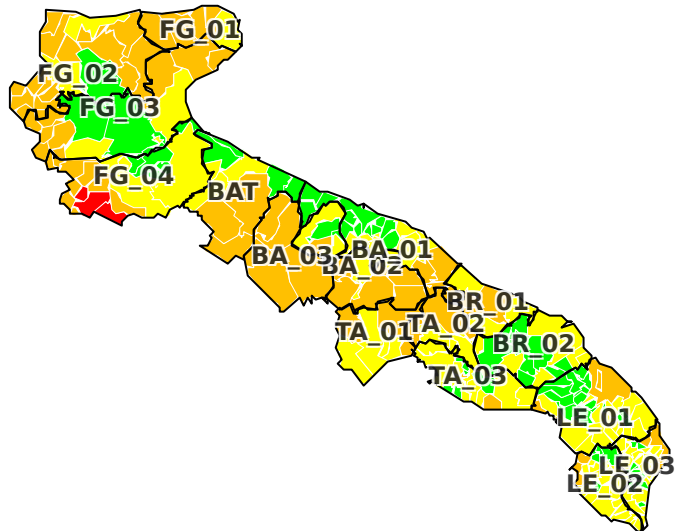 FG_01
FG_02
FG_03
FG_04
BAT
BA_01
BA_03
BA_02
BR_01
TA_01
TA_02
BR_02
TA_03
LE_01
LE_03
LE_02